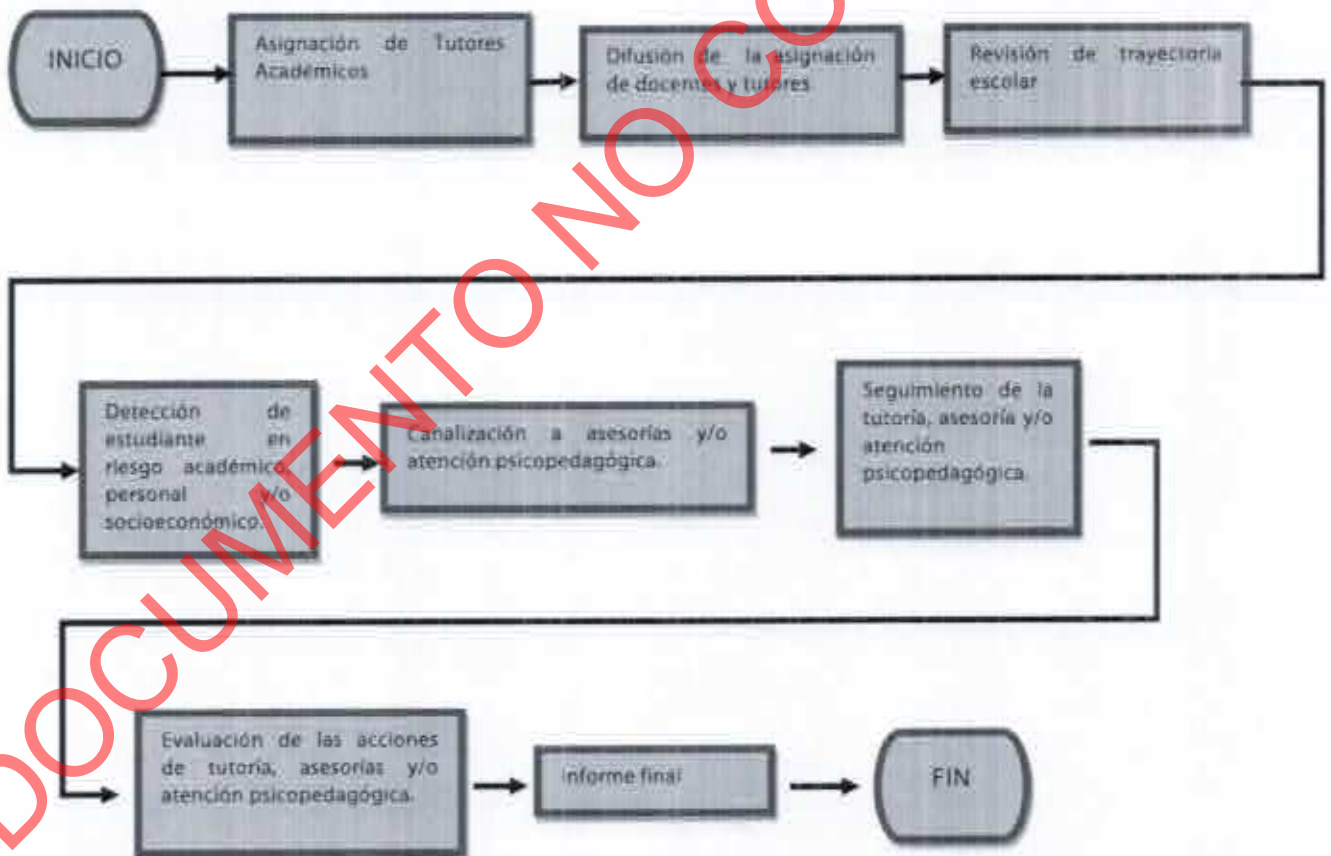 INICIO
Asignación de Tutores
Académicos
Difusión de la asignación
de docentes y tutores
Revisión de trayectoria
escolar
Detección de
estudiante en
riesgo académico,
personal y/o
socioeconómico.
Canalización a asesorías y/o
atención psicopedagógica.
Seguimiento de la
tutoría, asesoría y/o
atención
psicopedagógica.
Evaluación de las acciones
de tutoría, asesorías y/o
atención psicopedagógica.
Informe final
FIN
DOCUMENTO NO CO